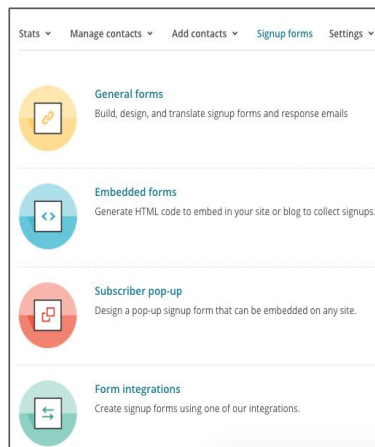 Stats Manage contacts Add contacts Signup forms Settings
General forms
Build, design, and translate signup forms and response emails
Embedded forms
Generate HTML code to embed in your site or blog to collect signups.
Subscriber pop-up
Design a pop-up signup form that can be embedded on any site.
Form integrations
Create signup forms using one of our integrations.